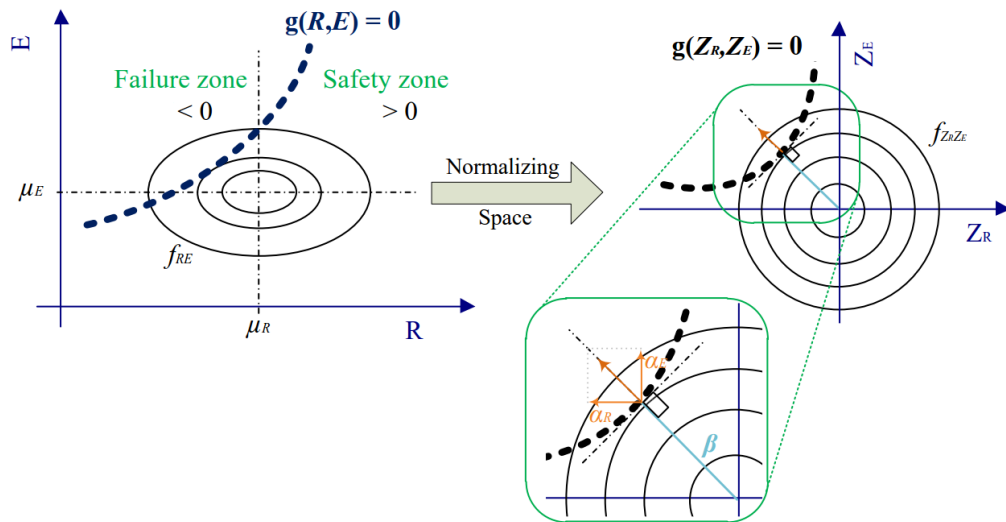 E
g(R,E) = 0
Failure zone
< 0
Safety zone
> 0
μE
fRE
μR
R
Normalizing
Space
g(ZR,ZE) = 0
ZE
fZRZE
ZR
αE
αR
β